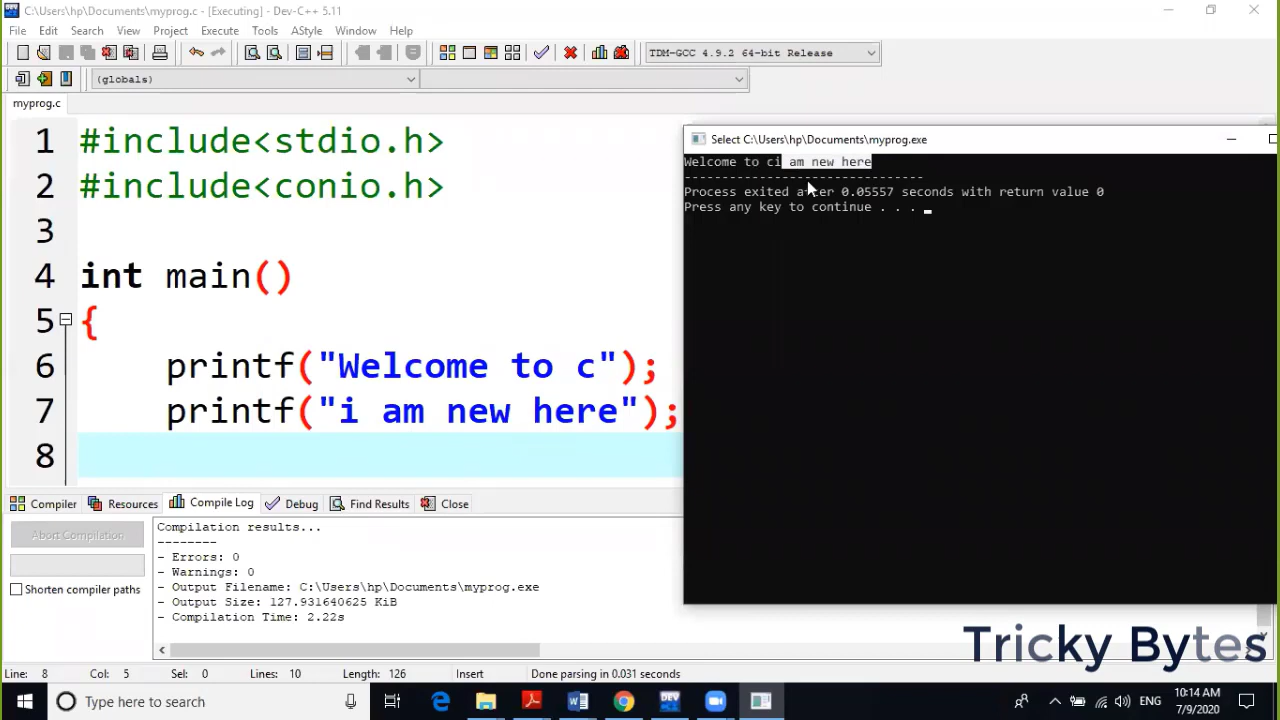 C:\Users\hp\Documents\myprog.c - [Executing] - Dev-C++ 5.11
File Edit Search View Project Execute Tools AStyle Window Help
TDM-GCC 4.9.2 64-bit Release
(globals)
myprog.c
1 #include<stdio.h>
2 #include<conio.h>
3
4 int main()
5 {
6 printf("Welcome to c");
7 printf("i am new here");
8
Select C:\Users\hp\Documents\myprog.exe
Welcome to ci am new here
--------------------------------
Process exited after 0.05557 seconds with return value 0
Press any key to continue . . .
Compiler Resources Compile Log Debug Find Results Close
Abort Compilation
Shorten compiler paths
Compilation results...
--------
- Errors: 0
- Warnings: 0
- Output Filename: C:\Users\hp\Documents\myprog.exe
- Output Size: 127.931640625 KiB
- Compilation Time: 2.22s
Tricky Bytes
Line: 8 Col: 5 Sel: 0 Lines: 10 Length: 126 Insert Done parsing in 0.031 seconds
Type here to search
DEV
ENG
10:14 AM
7/9/2020